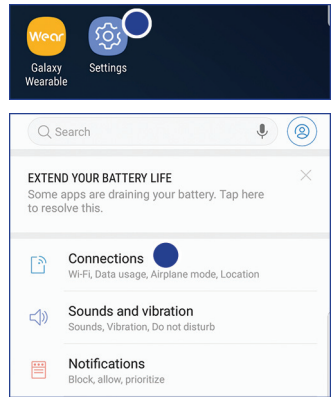 Wear
Galaxy
Wearable
Settings
Search
EXTEND YOUR BATTERY LIFE
Some apps are draining your battery. Tap here
to resolve this.
Connections
Wi-Fi, Data usage, Airplane mode, Location
Sounds and vibration
Sounds, Vibration, Do not disturb
Notifications
Block, allow, prioritize